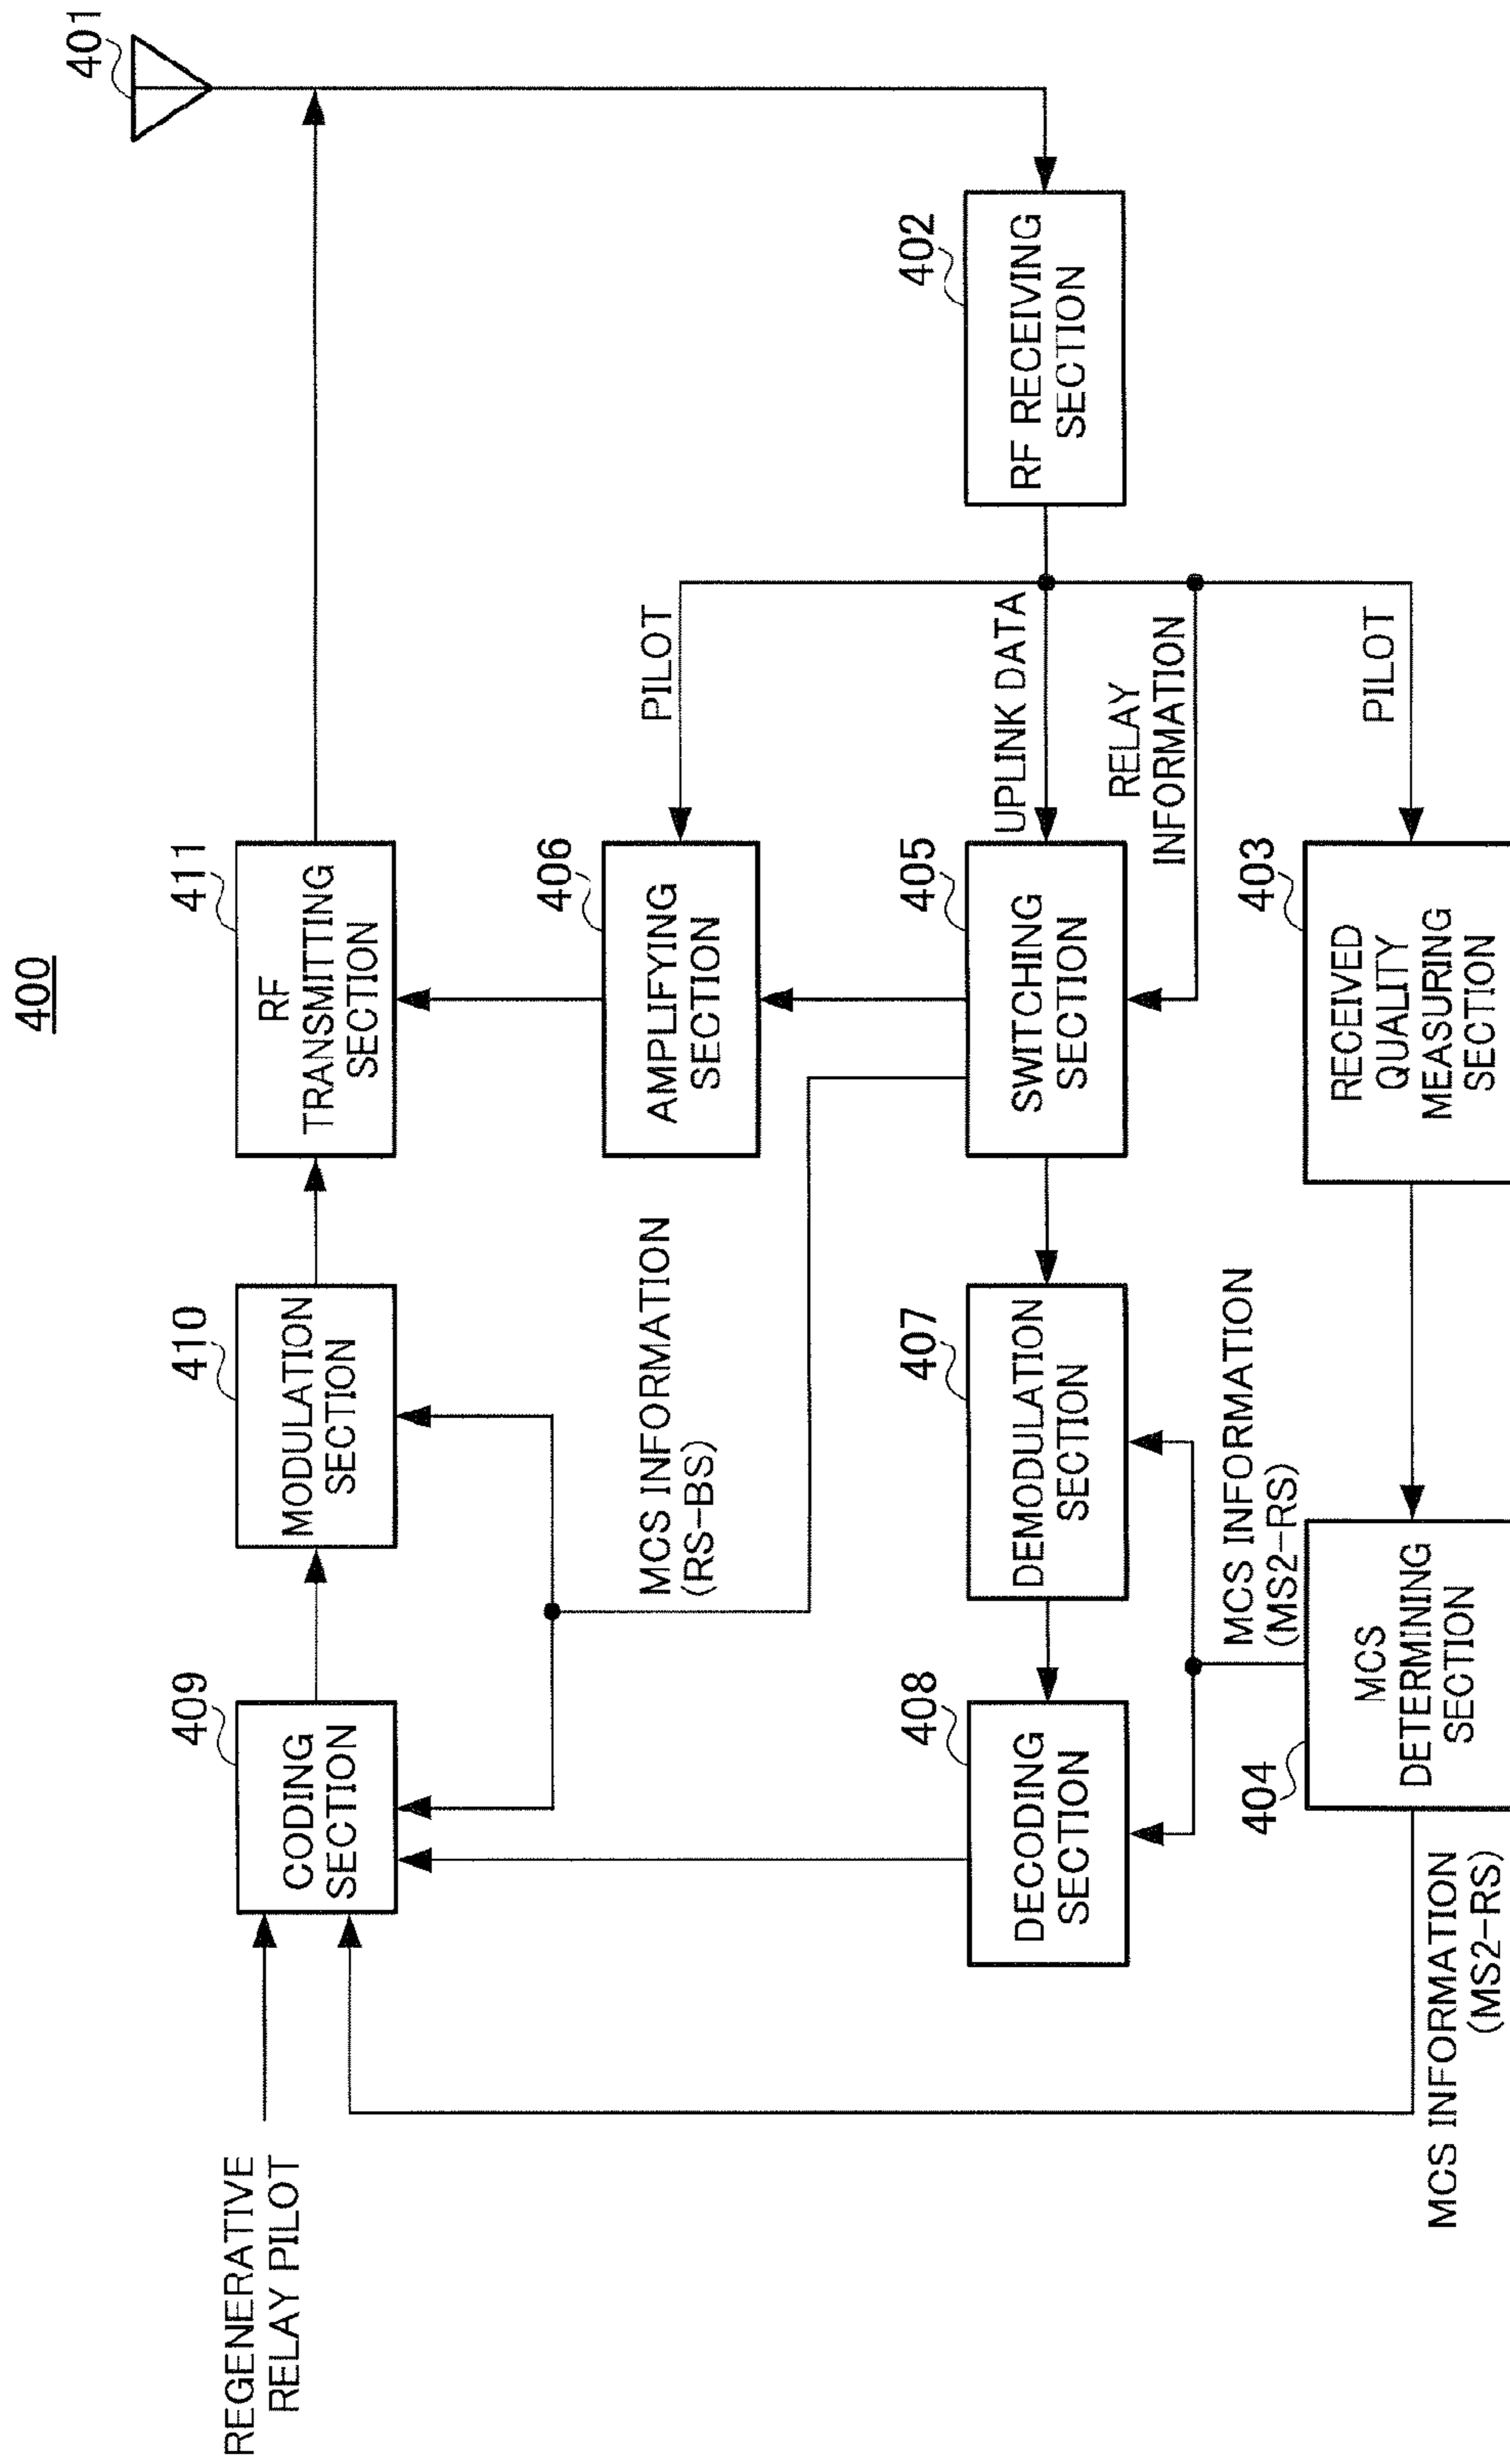 400
401
REGENERATIVE
RELAY PILOT
409
CODING
SECTION
410
MODULATION
SECTION
411
RF
TRANSMITTING
SECTION
MCS INFORMATION
(RS-BS)
406
AMPLIFYING
SECTION
PILOT
408
DECODING
SECTION
407
DEMODULATION
SECTION
405
SWITCHING
SECTION
UPLINK DATA
RELAY
INFORMATION
402
RF RECEIVING
SECTION
MCS INFORMATION
(MS2-RS)
404
MCS
DETERMINING
SECTION
403
RECEIVED
QUALITY
MEASURING
SECTION
PILOT
MCS INFORMATION
(MS2-RS)